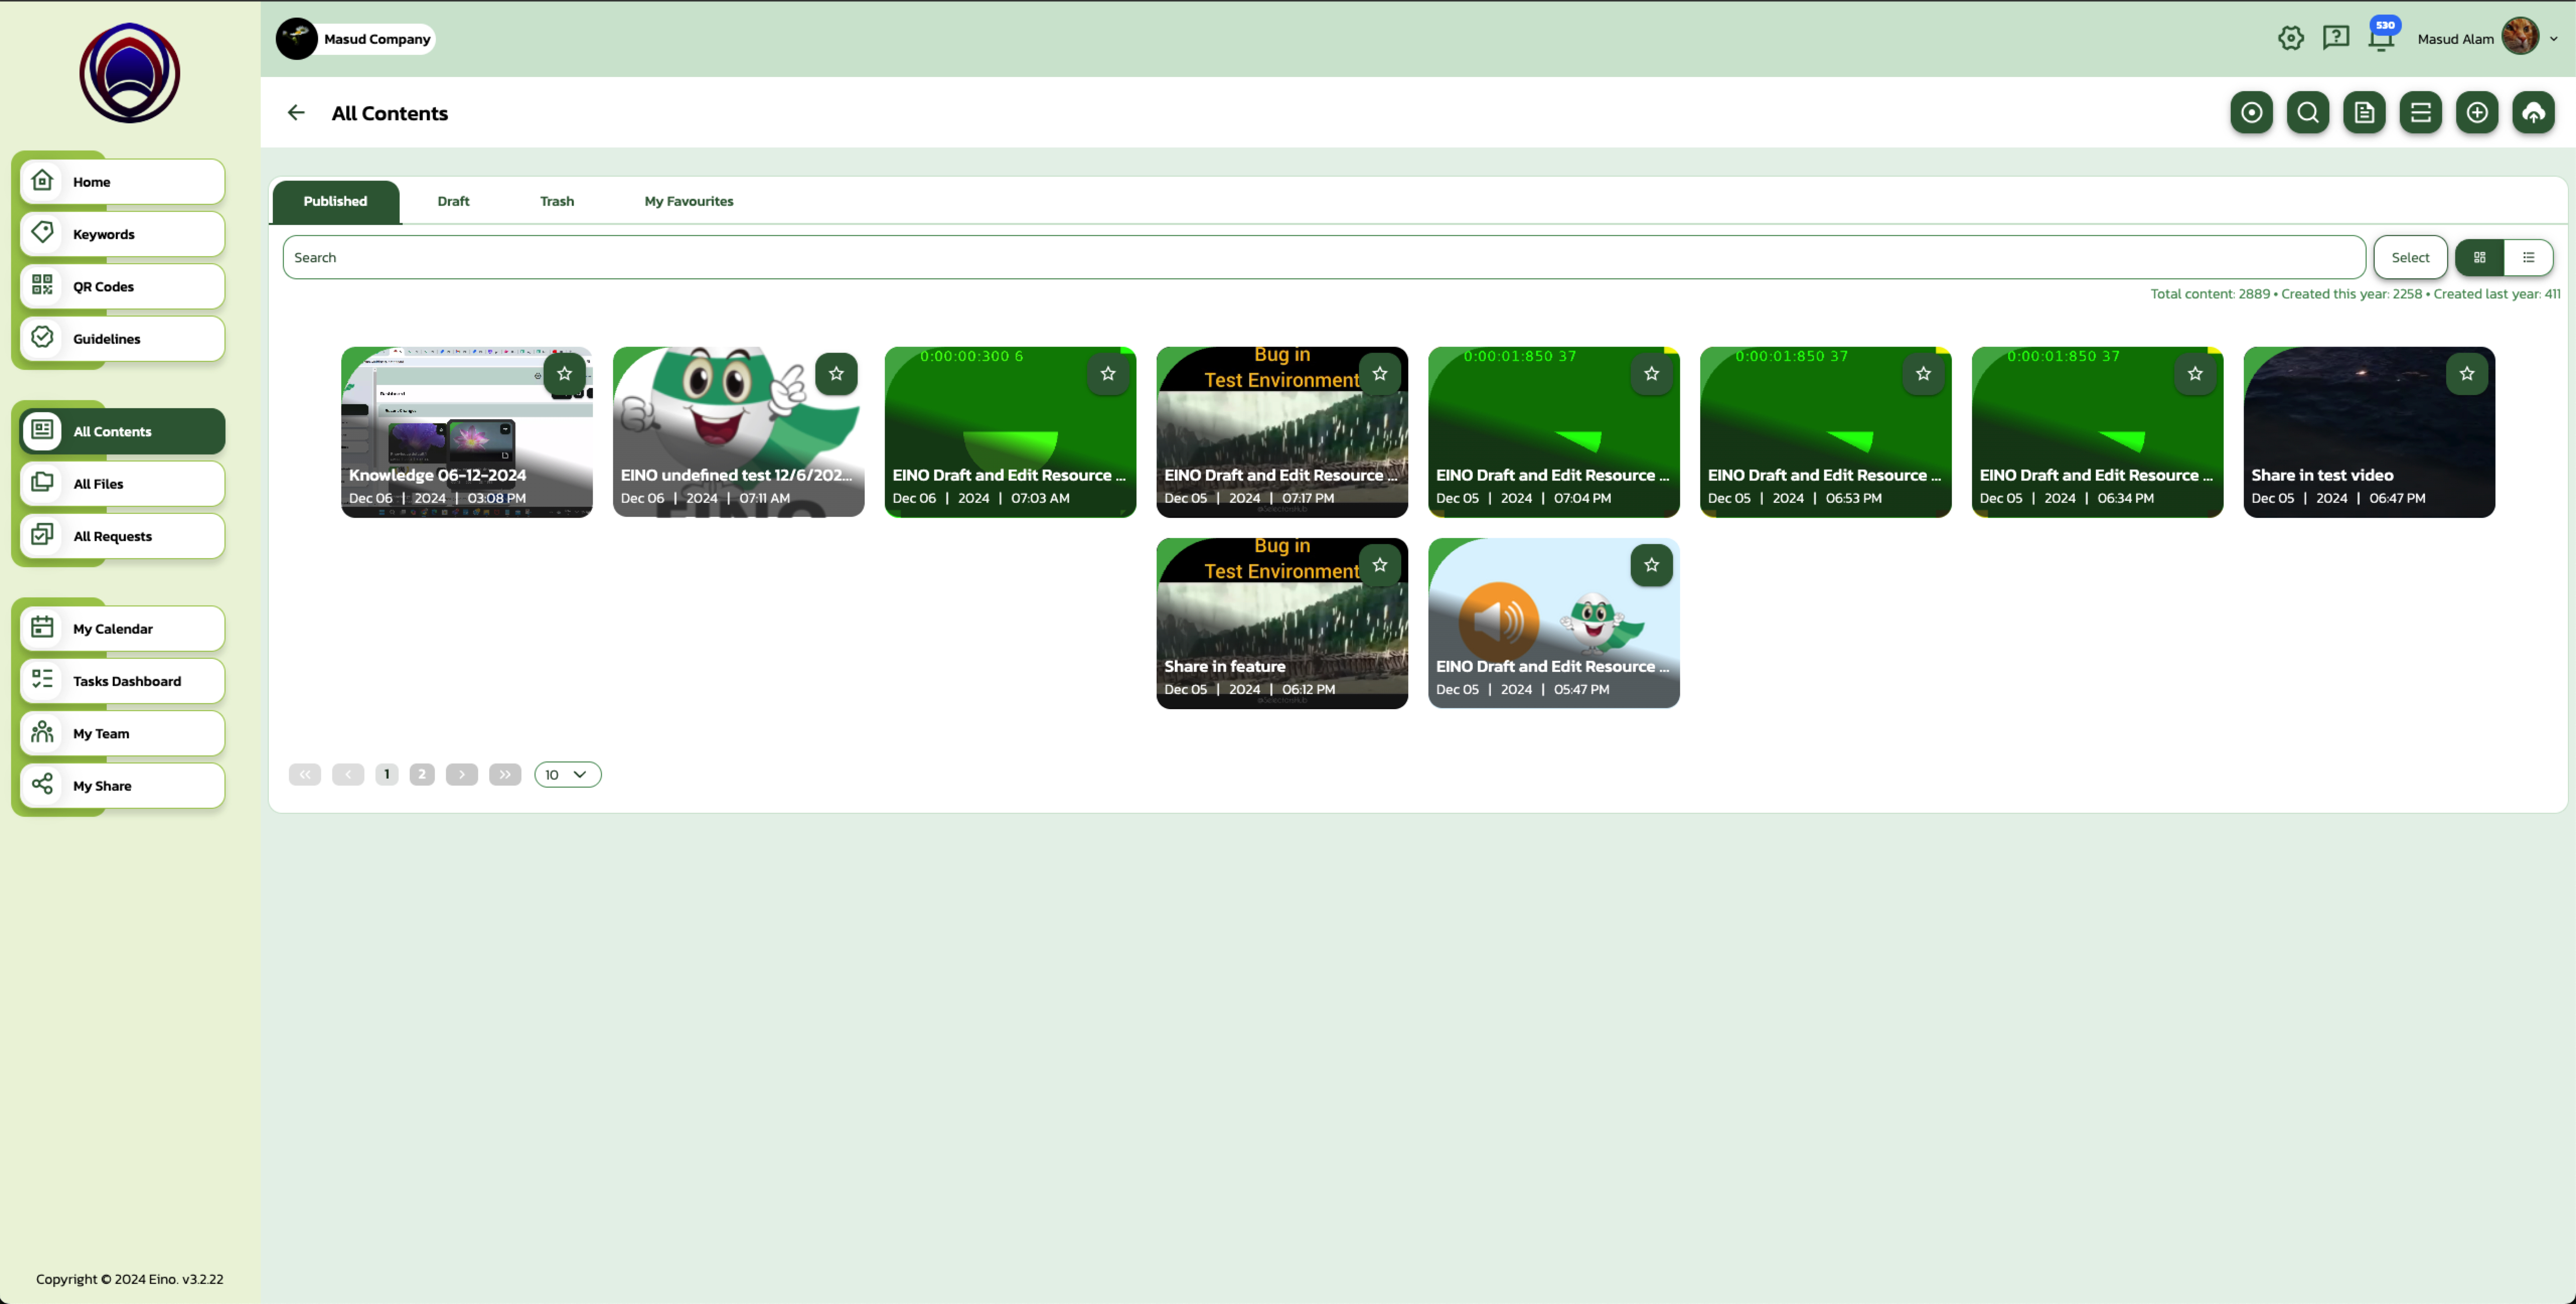 Masud Company
530
Masud Alam
All Contents
Home
Keywords
QR Codes
Guidelines
All Contents
All Files
All Requests
My Calendar
Tasks Dashboard
My Team
My Share
Copyright © 2024 Eino. v3.2.22
Published
Draft
Trash
My Favourites
Search
Select
Total content: 2889 • Created this year: 2258 • Created last year: 411
Knowledge 06-12-2024
Dec 06 | 2024 | 03:08 PM
EINO undefined test 12/6/202...
Dec 06 | 2024 | 07:11 AM
EINO
0:00:00:300 6
EINO Draft and Edit Resource ...
Dec 06 | 2024 | 07:03 AM
Bug in
Test Environment
EINO Draft and Edit Resource ...
Dec 05 | 2024 | 07:17 PM
0:00:01:850 37
EINO Draft and Edit Resource ...
Dec 05 | 2024 | 07:04 PM
0:00:01:850 37
EINO Draft and Edit Resource ...
Dec 05 | 2024 | 06:53 PM
0:00:01:850 37
EINO Draft and Edit Resource ...
Dec 05 | 2024 | 06:34 PM
Share in test video
Dec 05 | 2024 | 06:47 PM
Bug in
Test Environment
Share in feature
Dec 05 | 2024 | 06:12 PM
EINO Draft and Edit Resource ...
Dec 05 | 2024 | 05:47 PM
1
2
10